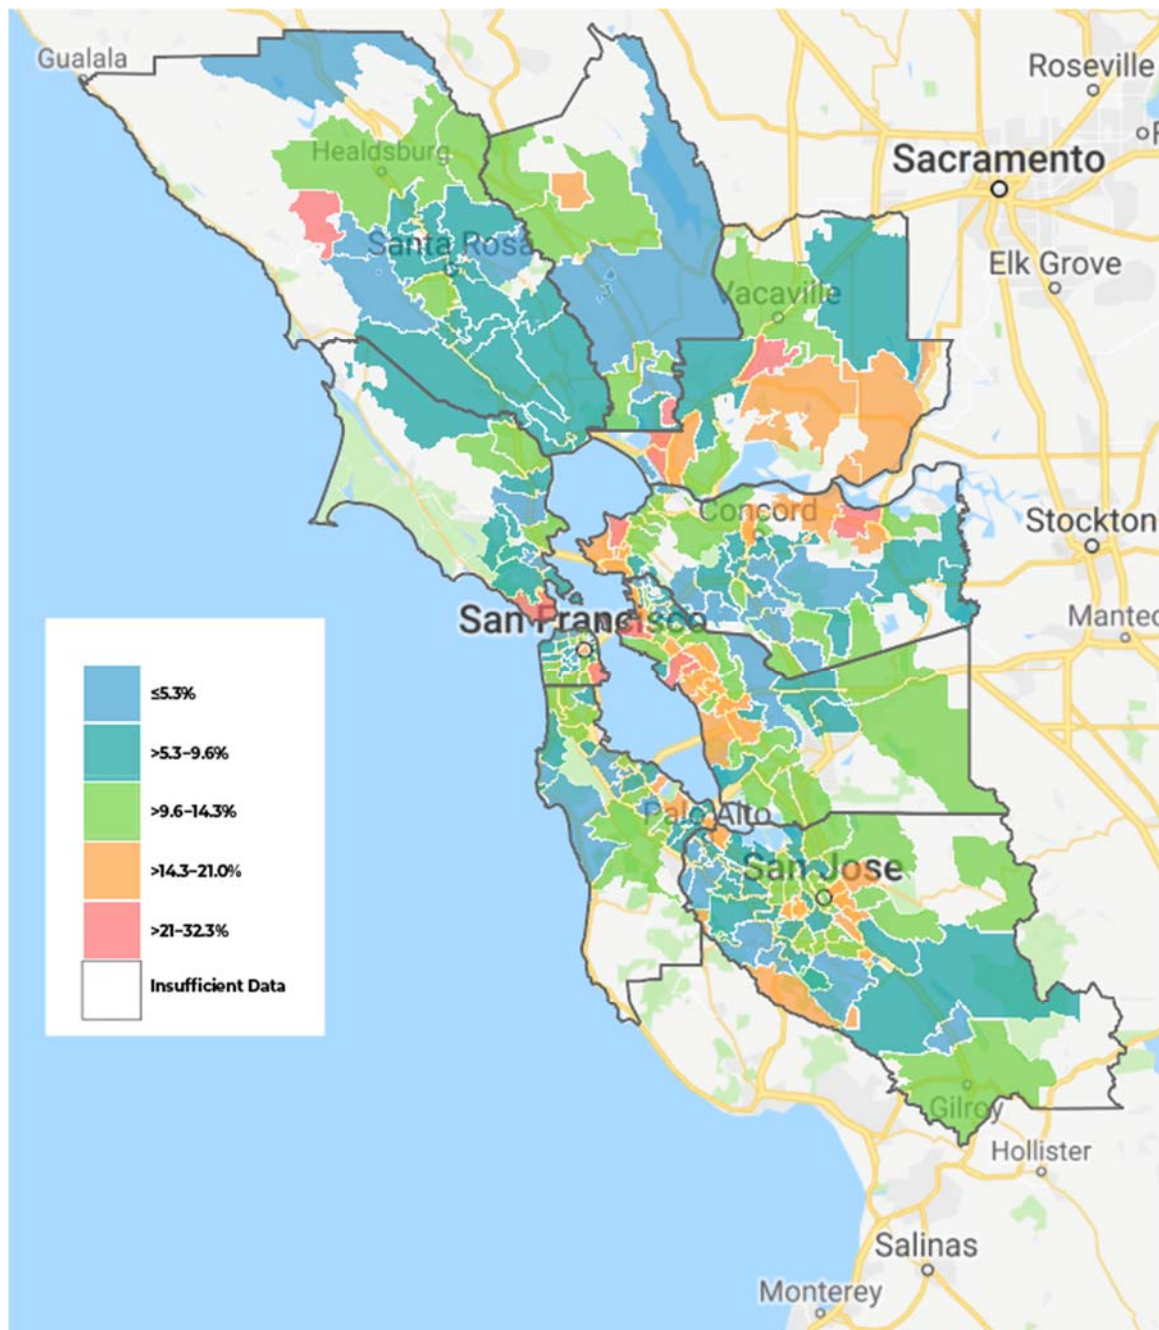 Gualala
Roseville
Sacramento
Healdsburg
Santa Rosa
Elk Grove
Vacaville
Concord
Stockton
Manteca
San Francisco
≤5.3%
>5.3–9.6%
>9.6–14.3%
>14.3–21.0%
>21–32.3%
Insufficient Data
Palo Alto
San Jose
Gilroy
Hollister
Salinas
Monterey